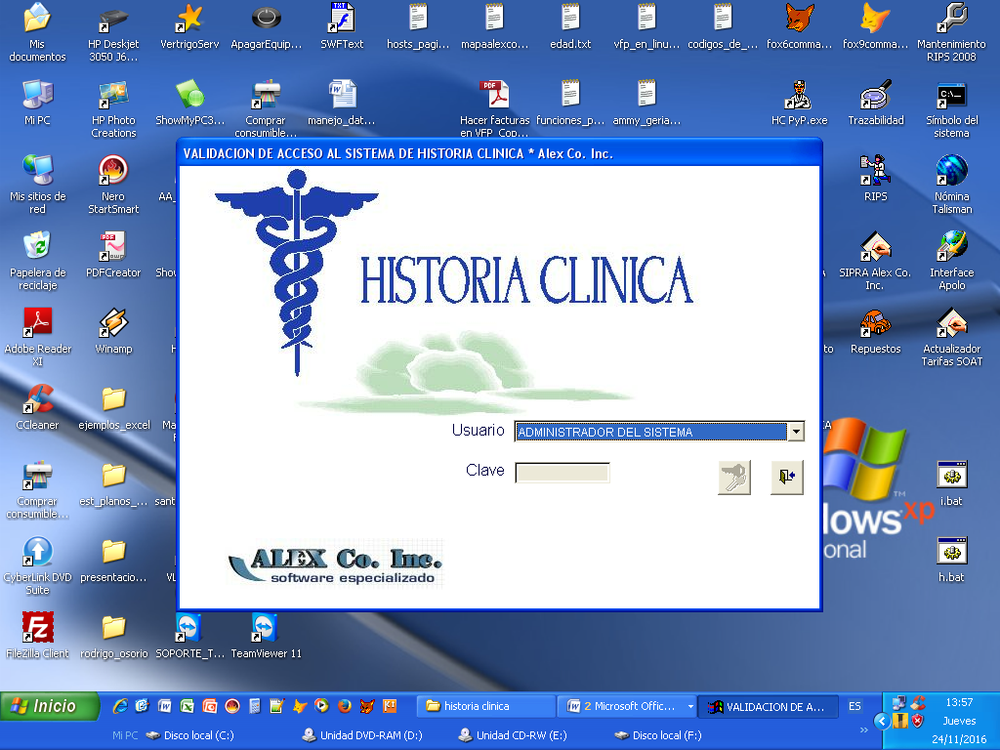 Mis documentos
HP Deskjet 3050 J6...
VertrigoServ
ApagarEquip...
SWFText
hosts_pagi...
mapaalexco...
edad.txt
vfp_en_linu...
codigos_de_...
fox6comma...
fox9comma...
Mantenimiento RIPS 2008
Mi PC
HP Photo Creations
ShowMyPC3...
Comprar consumible...
manejo_dat...
Hacer facturas en VFP_Cop...
funciones_p...
ammy_geria...
HC PyP.exe
Trazabilidad
Símbolo del sistema
VALIDACION DE ACCESO AL SISTEMA DE HISTORIA CLINICA * Alex Co. Inc.
Mis sitios de red
Nero StartSmart
AA_
RIPS
Nómina Talisman
HISTORIA CLINICA
Papelera de reciclaje
PDFCreator
Sho
SIPRA Alex Co. Inc.
Interface Apolo
Adobe Reader XI
Winamp
to
Repuestos
Actualizador Tarifas SOAT
CCleaner
ejemplos_excel
Usuario
ADMINISTRADOR DEL SISTEMA
Clave
Comprar consumible...
est_planos_...
sant
i.bat
dows xp
TM
onal
ALEX Co. Inc.
software especializado
CyberLink DVD Suite
presentacio...
h.bat
FileZilla Client
rodrigo_osorio
SOPORTE_T...
TeamViewer 11
Inicio
historia clinica
2 Microsoft Offic...
VALIDACION DE A...
ES
13:57
Mi PC
Disco local (C:)
Unidad DVD-RAM (D:)
Unidad CD-RW (E:)
Disco local (F:)
Jueves
24/11/2016